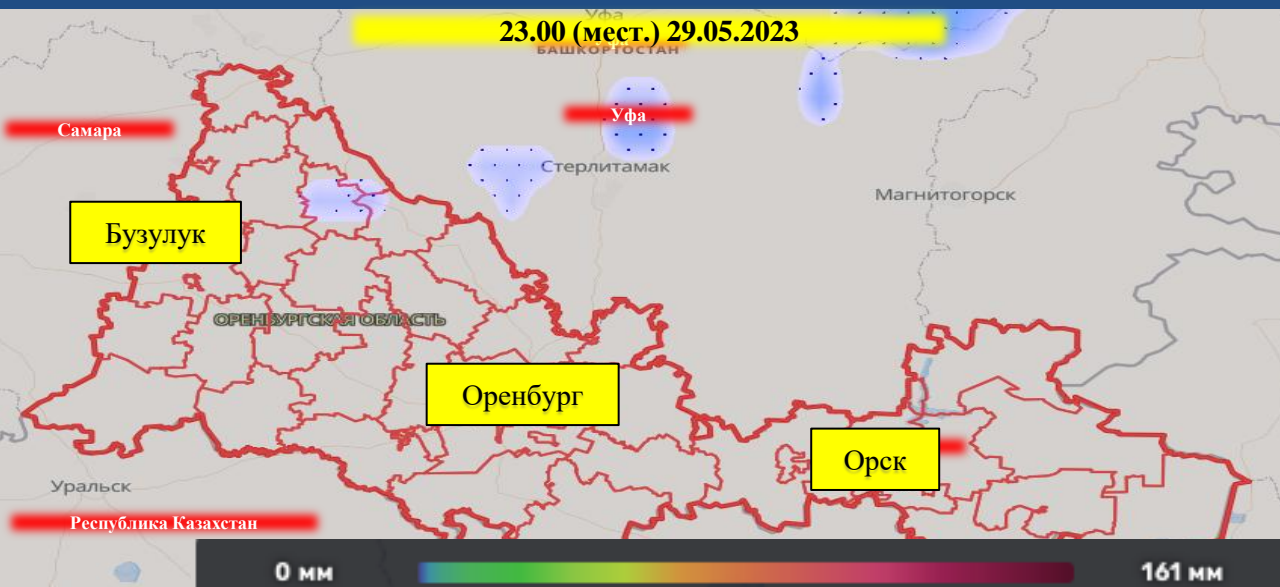 Уфа
23.00 (мест.) 29.05.2023
БАШКОРТОСТАН
Самара
Уфа
Стерлитамак
Магнитогорск
Бузулук
ОРЕНБУРГСКАЯ ОБЛАСТЬ
Оренбург
Орск
Уральск
Республика Казахстан
0 мм
161 мм